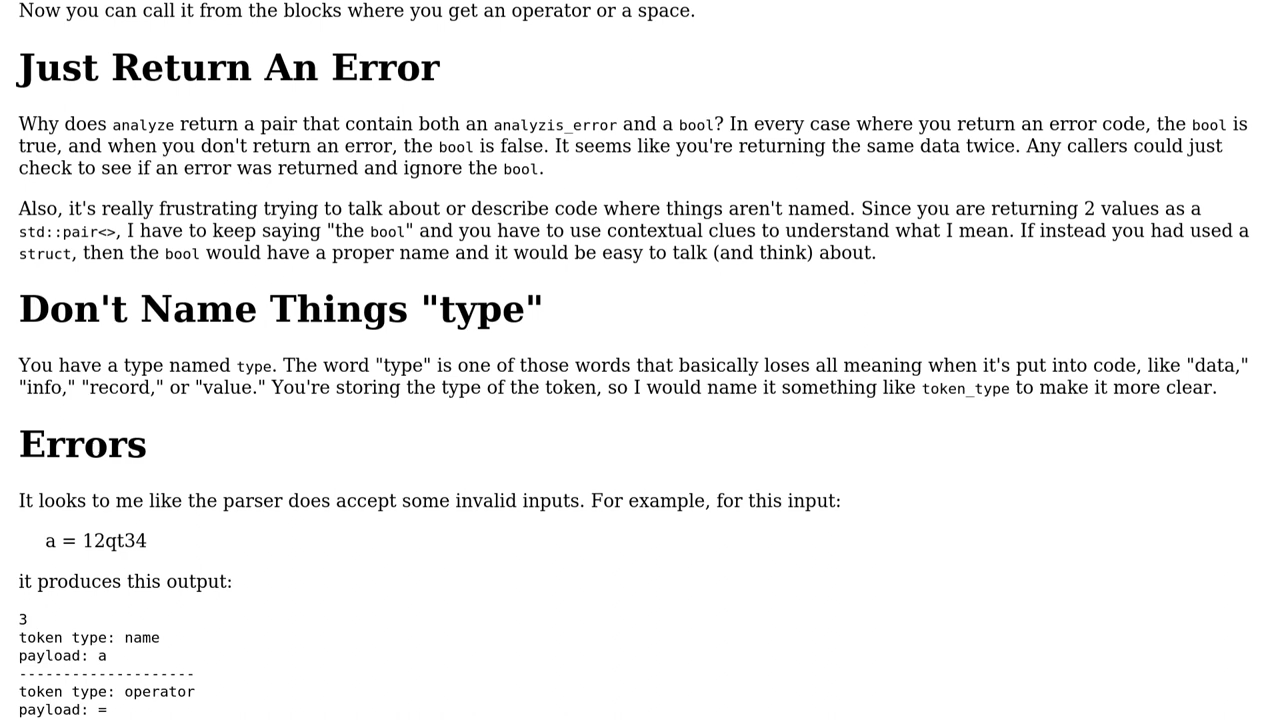 Now you can call it from the blocks where you get an operator or a space.
Just Return An Error
Why does analyze return a pair that contain both an analyzis_error and a bool? In every case where you return an error code, the bool is
true, and when you don't return an error, the bool is false. It seems like you're returning the same data twice. Any callers could just
check to see if an error was returned and ignore the bool.
Also, it's really frustrating trying to talk about or describe code where things aren't named. Since you are returning 2 values as a
std::pair<>, I have to keep saying "the bool" and you have to use contextual clues to understand what I mean. If instead you had used a
struct, then the bool would have a proper name and it would be easy to talk (and think) about.
Don't Name Things "type"
You have a type named type. The word "type" is one of those words that basically loses all meaning when it's put into code, like "data,"
"info," "record," or "value." You're storing the type of the token, so I would name it something like token_type to make it more clear.
Errors
It looks to me like the parser does accept some invalid inputs. For example, for this input:
a = 12qt34
it produces this output:
3
token type: name
payload: a
--------------------
token type: operator
payload: =